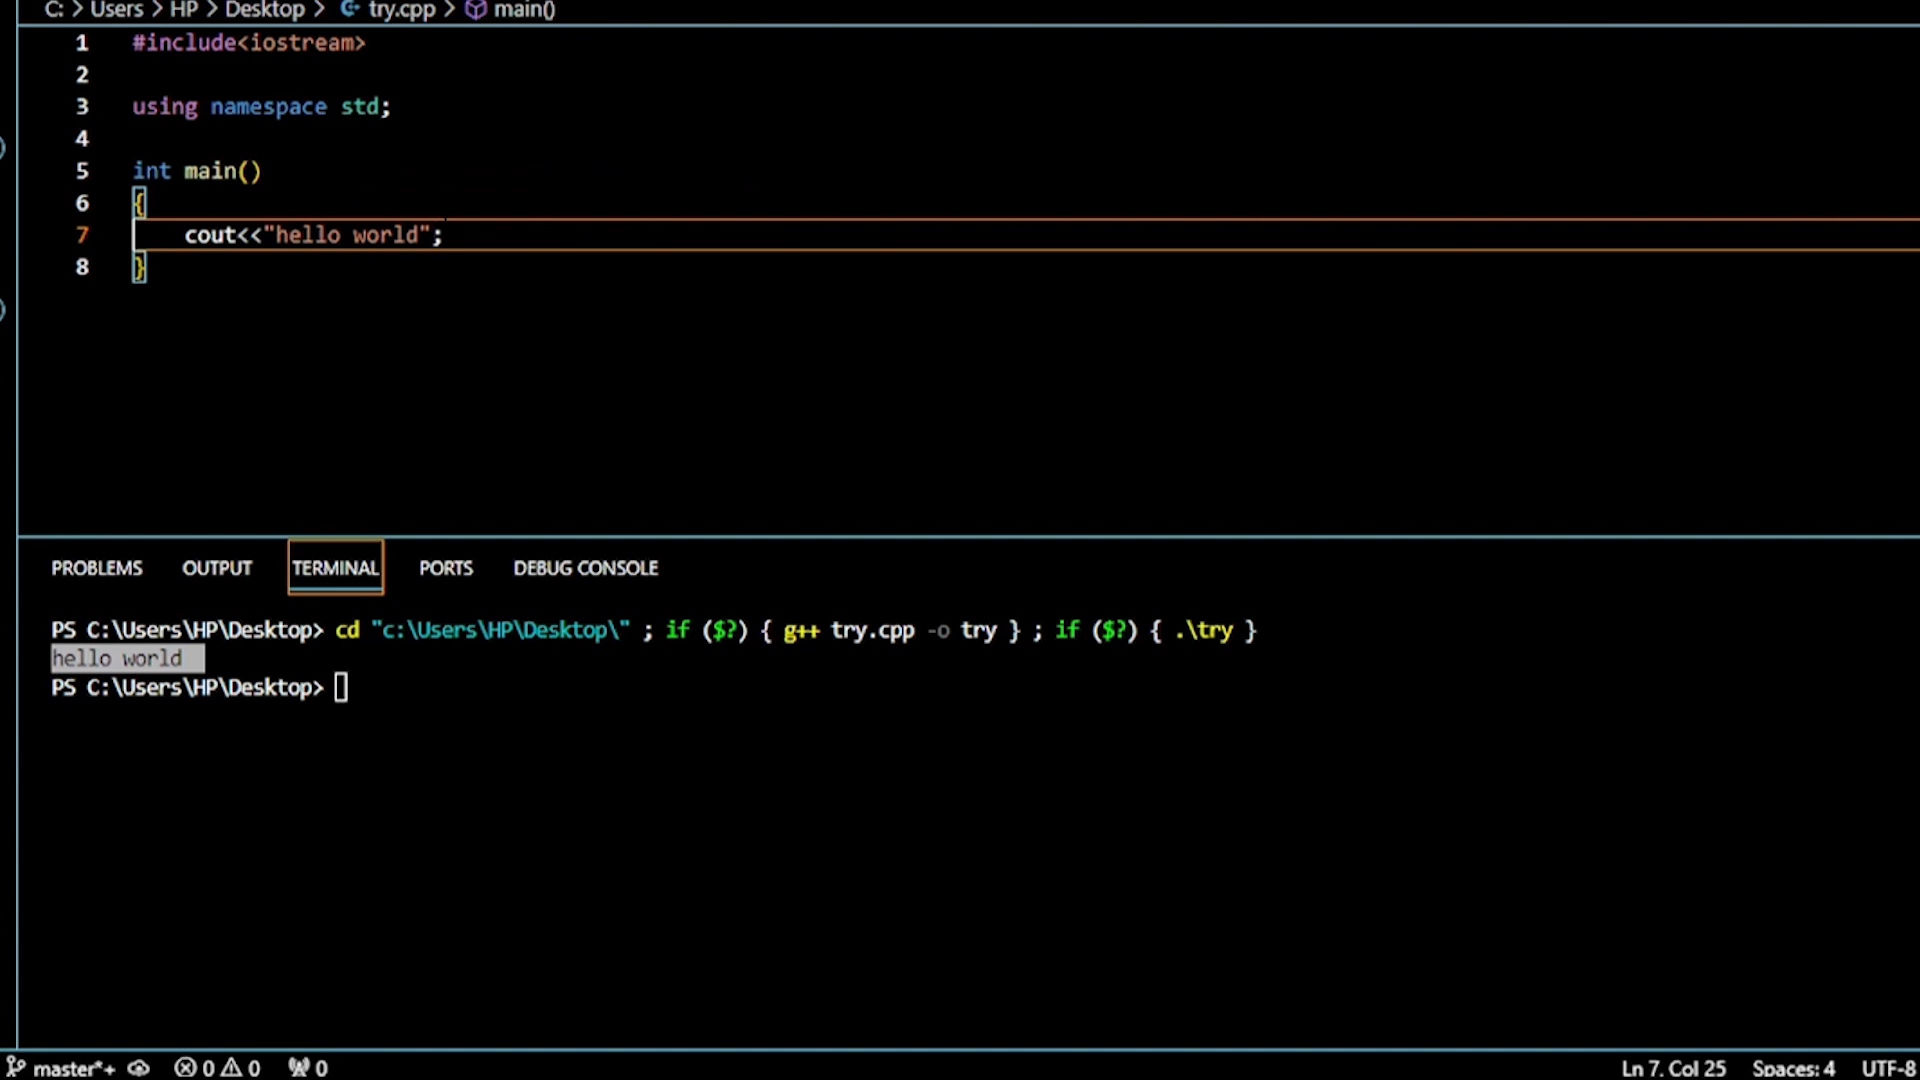 C: > Users > HP > Desktop > try.cpp > main()
1 #include<iostream>
2
3 using namespace std;
4
5 int main()
6 {
7 cout<<"hello world";
8 }
PROBLEMS OUTPUT TERMINAL PORTS DEBUG CONSOLE
PS C:\Users\HP\Desktop> cd "c:\Users\HP\Desktop\" ; if ($?) { g++ try.cpp -o try } ; if ($?) { .\try }
hello world
PS C:\Users\HP\Desktop>
master*+ 0 0 0 Ln 7, Col 25 Spaces: 4 UTF-8